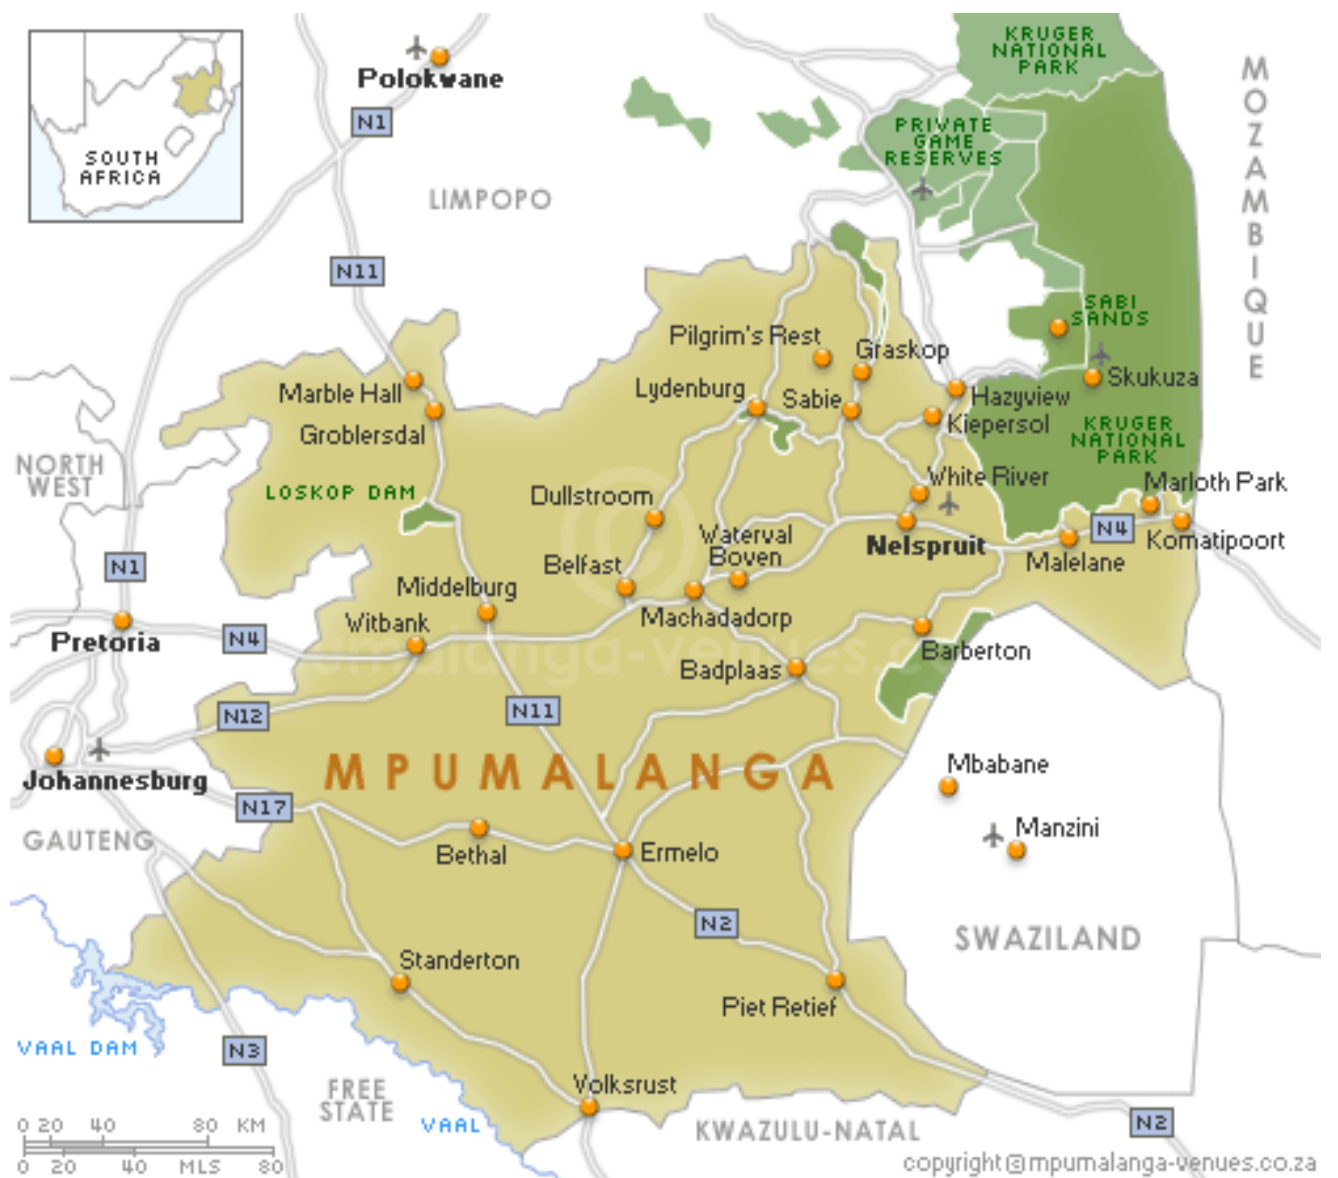 KRUGER
NATIONAL
PARK
MOZAMBIQUE
Polokwane
N1
PRIVATE
GAME
RESERVES
SOUTH
AFRICA
LIMPOPO
N11
SABI
SANDS
Pilgrim's Rest
Graskop
Skukuza
Marble Hall
Lydenburg
Sabie
Hazyview
Kiepersol
Groblersdal
KRUGER
NATIONAL
PARK
NORTH
WEST
LOSKOP DAM
Dullstroom
White River
Marloth Park
Waterval
Boven
Nelspruit
N4
Komatipoort
Malelane
N1
Belfast
Middelburg
Machadadorp
Witbank
Pretoria
N4
Barberton
Badplaas
umalanga-venues.c
N12
N11
Johannesburg
MPUMALANGA
Mbabane
N17
Manzini
GAUTENG
Bethal
Ermelo
N2
SWAZILAND
Standerton
Piet Retief
VAAL DAM
N3
FREE
STATE
Volksrust
VAAL
KWAZULU-NATAL
N2
0 20 40 80 KM
0 20 40 MLS 80
copyright@mpumalanga-venues.co.za